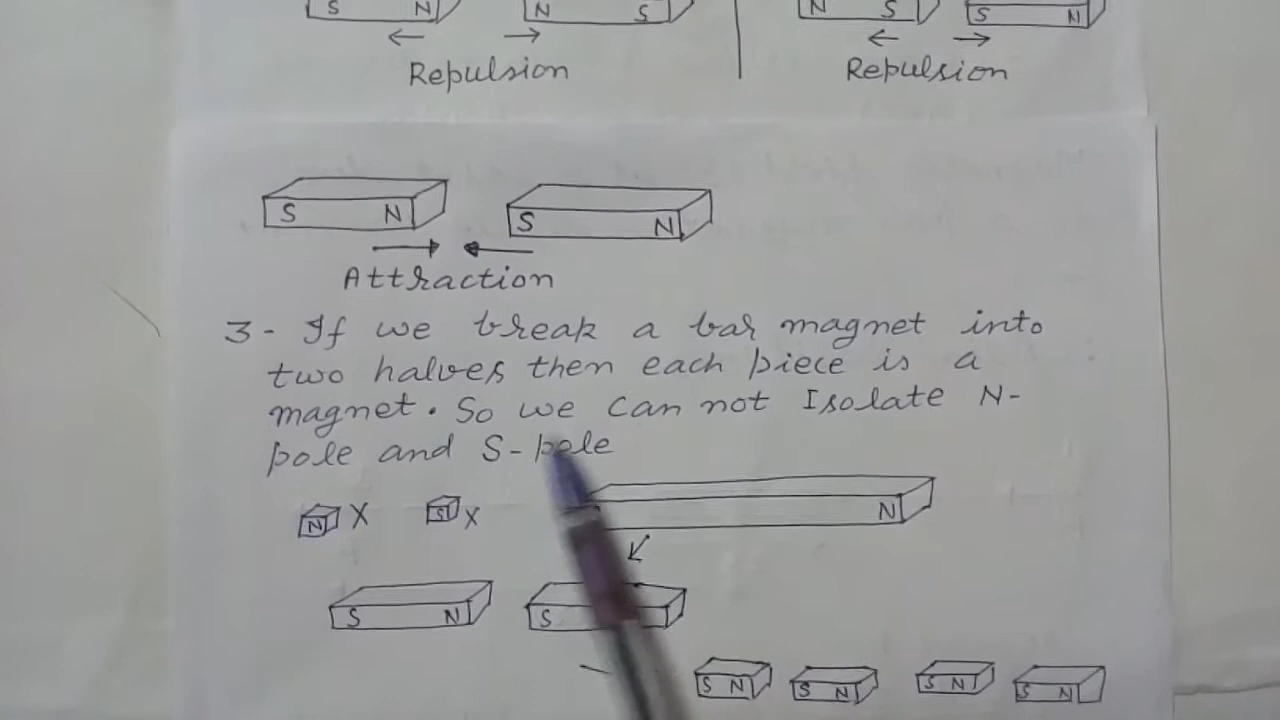 S N N S N S S N
Repulsion Repulsion
S N S N
Attraction
3- If we break a bar magnet into
two halves then each piece is a
magnet. So we can not Isolate N-
pole and S-pole
N X S X N
S N S
S N S N S N S N